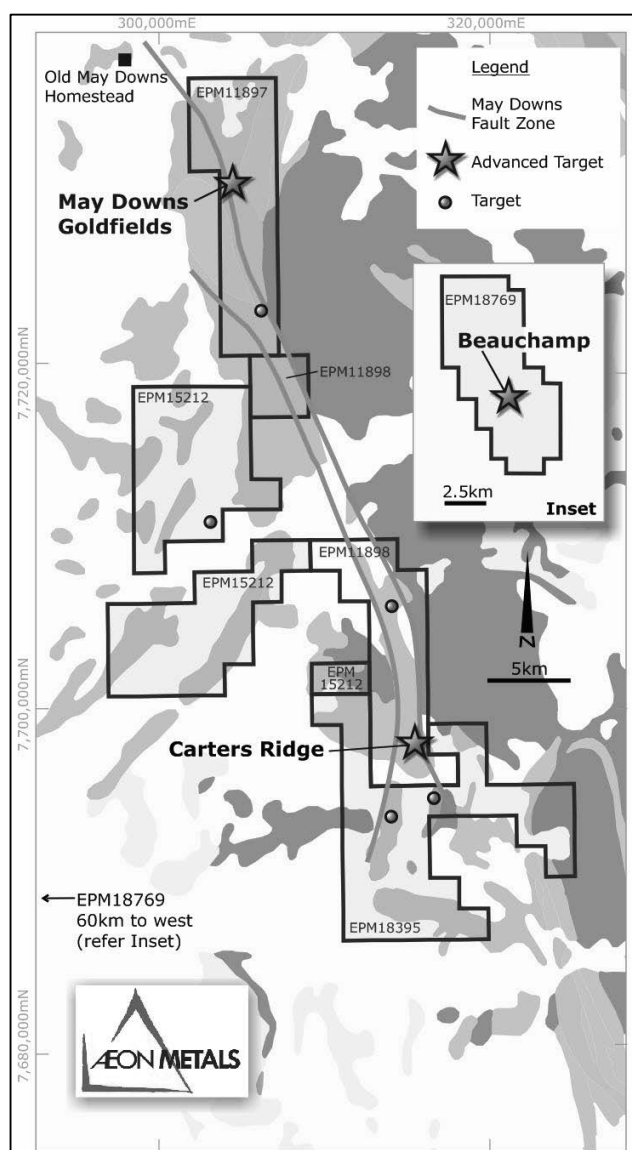 300,000mE
320,000mE
Old May Downs
Homestead
EPM11897
Legend
May Downs
Fault Zone
Advanced Target
Target
May Downs
Goldfields
EPM18769
Beauchamp
2.5km
Inset
7,720,000mN
EPM11898
EPM15212
EPM11898
EPM15212
N
5km
EPM
15212
7,700,000mN
Carters Ridge
EPM18769
60km to west
(refer Inset)
EPM18395
7,680,000mN
AEON METALS